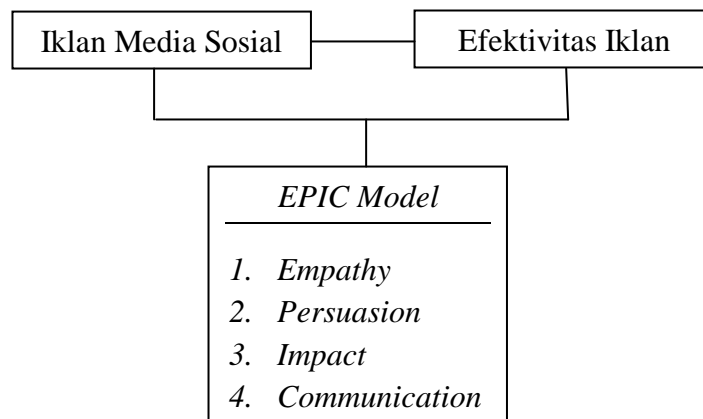 Iklan Media Sosial
Efektivitas Iklan
EPIC Model
1. Empathy
2. Persuasion
3. Impact
4. Communication